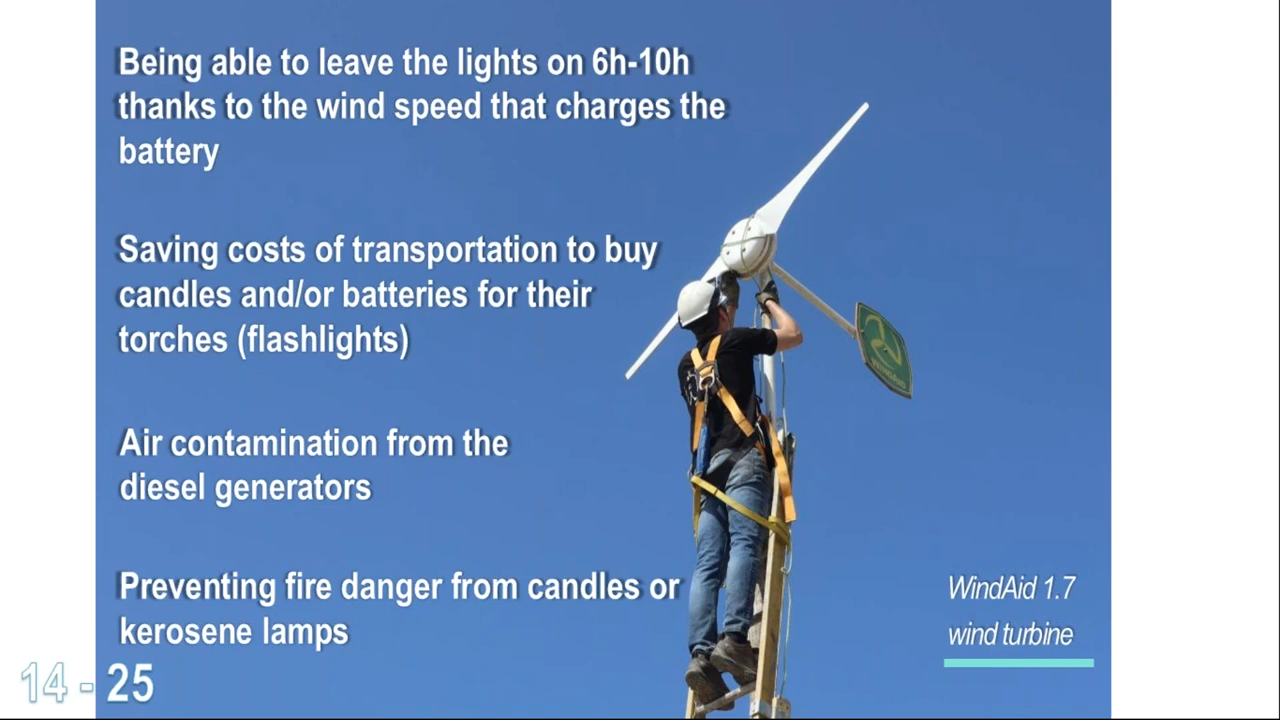 Being able to leave the lights on 6h-10h
thanks to the wind speed that charges the
battery
Saving costs of transportation to buy
candles and/or batteries for their
torches (flashlights)
WINDAID
Air contamination from the
diesel generators
Preventing fire danger from candles or
kerosene lamps
WindAid 1.7
wind turbine
14 - 25